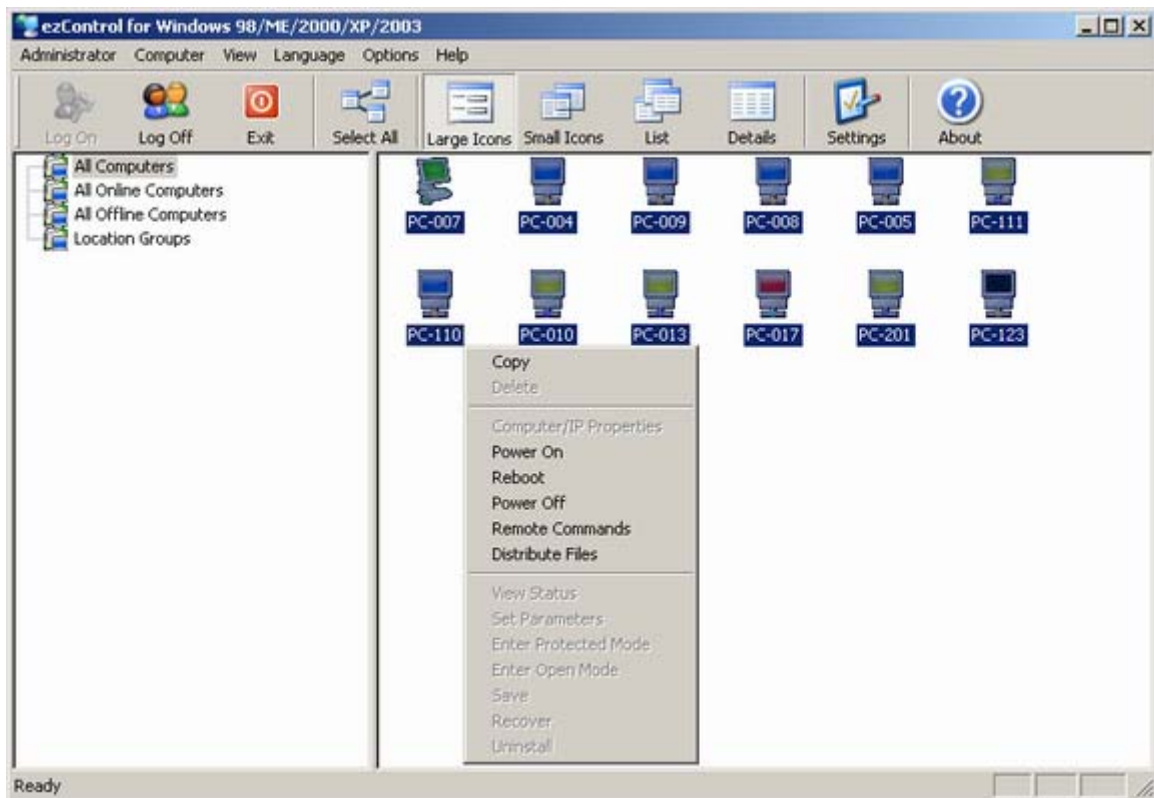 ezControl for Windows 98/ME/2000/XP/2003
Administrator Computer View Language Options Help
Log On Log Off Exit Select All Large Icons Small Icons List Details Settings About
All Computers
All Online Computers
All Offline Computers
Location Groups
PC-007 PC-004 PC-009 PC-008 PC-005 PC-111
PC-110 PC-010 PC-013 PC-017 PC-201 PC-123
Copy
Delete
Computer/IP Properties
Power On
Reboot
Power Off
Remote Commands
Distribute Files
View Status
Set Parameters
Enter Protected Mode
Enter Open Mode
Save
Recover
Uninstall
Ready